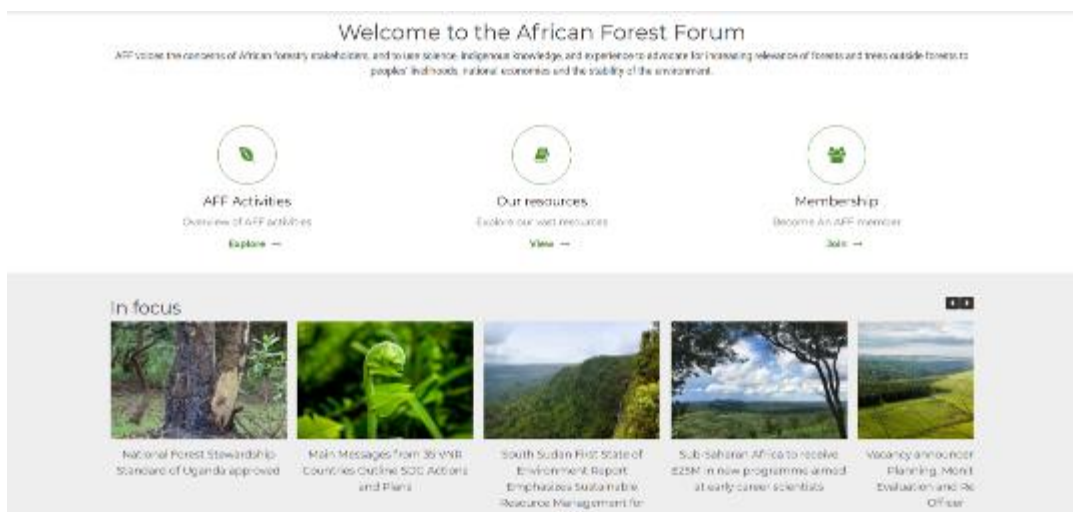 Welcome to the African Forest Forum
AFF voices the concerns of African forestry stakeholders, and to use science, indigenous knowledge, and experience to advocate for increasing relevance of forests and trees outside forests to
peoples' livelihoods, national economies and the stability of the environment.
AFF Activities
Our resources
Membership
Overview of AFF activities
Explore our vast resources
Become An AFF member
Explore →
View →
Join →
In focus
National Forest Stewardship
Standard of Uganda approved
Main Messages from 36 VNR
Countries Outline SDG Actions
and Plans
South Sudan First State of
Environment Report
Emphasizes Sustainable
Resource Management for
Sub-Saharan Africa to receive
£25M in new programme aimed
at early career scientists
Vacancy announcer
Planning, Monit
Evaluation and Re
Officer